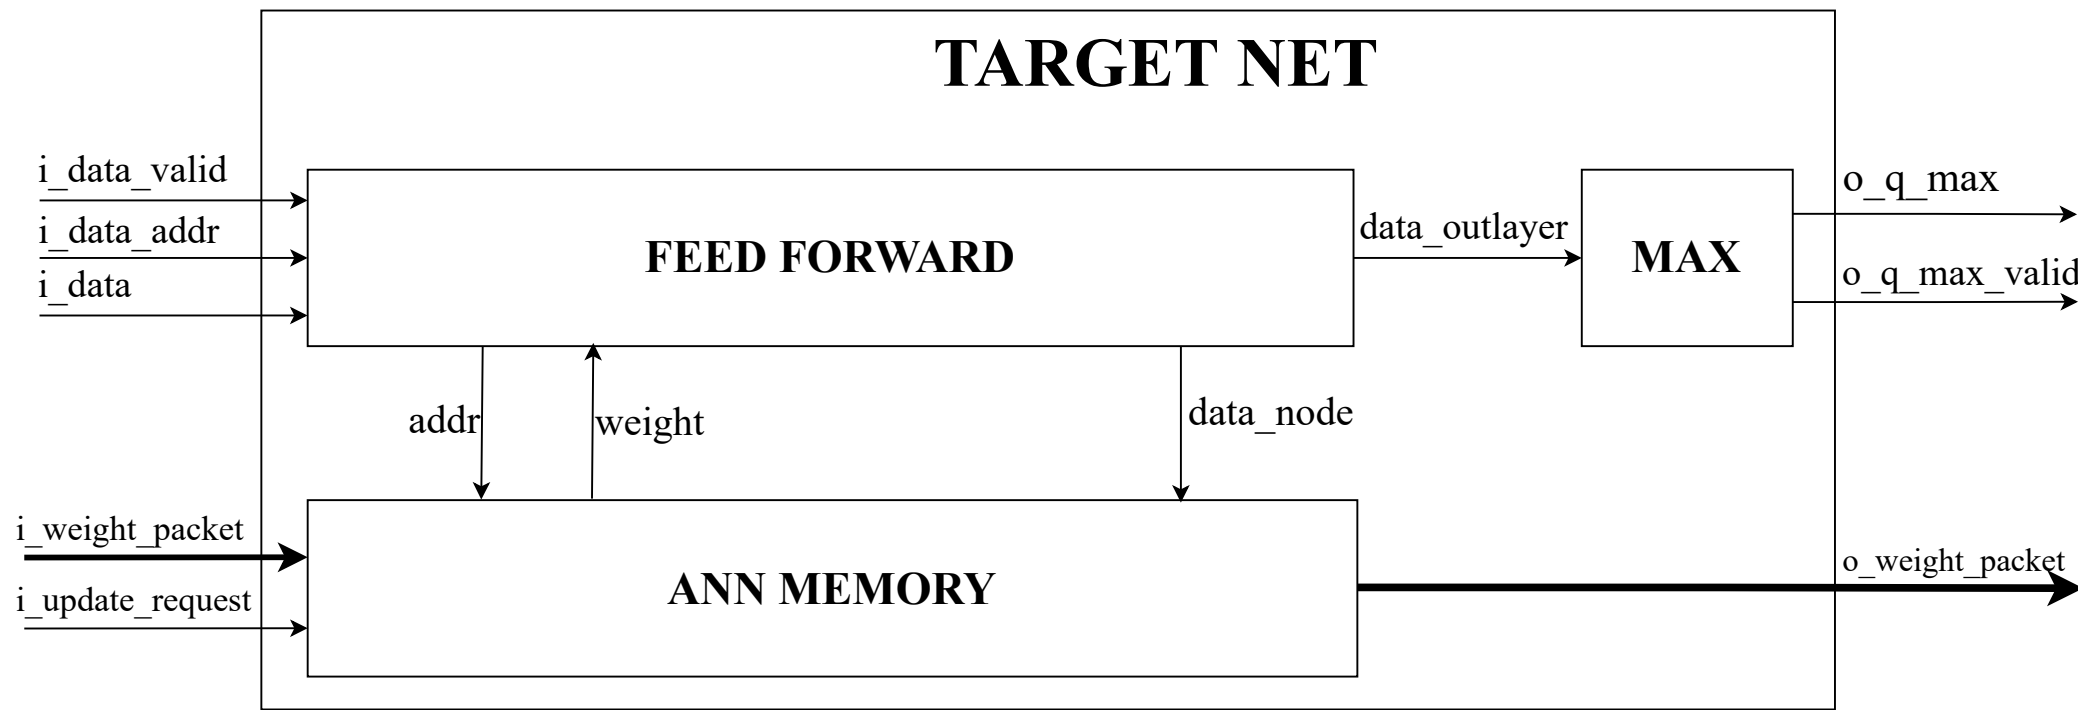 TARGET NET
i_data_valid
i_data_addr
i_data
FEED FORWARD
data_outlayer
MAX
o_q_max
o_q_max_valid
addr
weight
data_node
i_weight_packet
i_update_request
ANN MEMORY
o_weight_packet